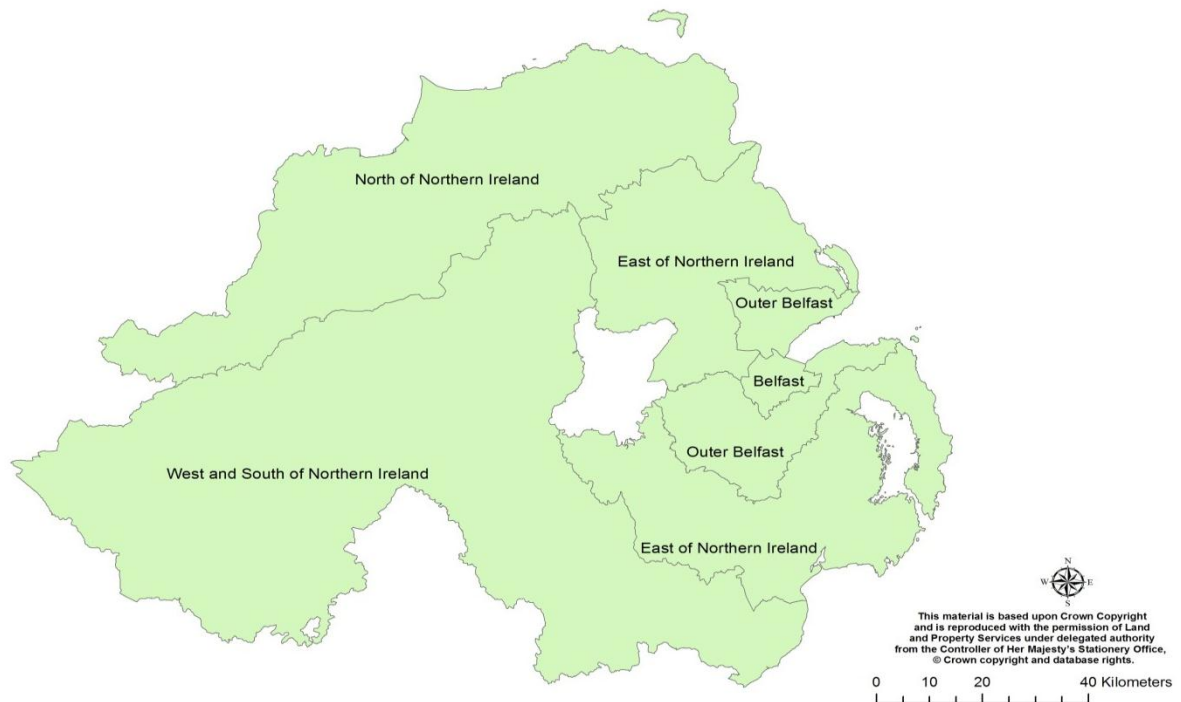 North of Northern Ireland
East of Northern Ireland
Outer Belfast
Belfast
Outer Belfast
West and South of Northern Ireland
East of Northern Ireland
N
W E
S
This material is based upon Crown Copyright
and is reproduced with the permission of Land
and Property Services under delegated authority
from the Controller of Her Majesty's Stationery Office,
© Crown copyright and database rights.
0 10 20 40 Kilometers